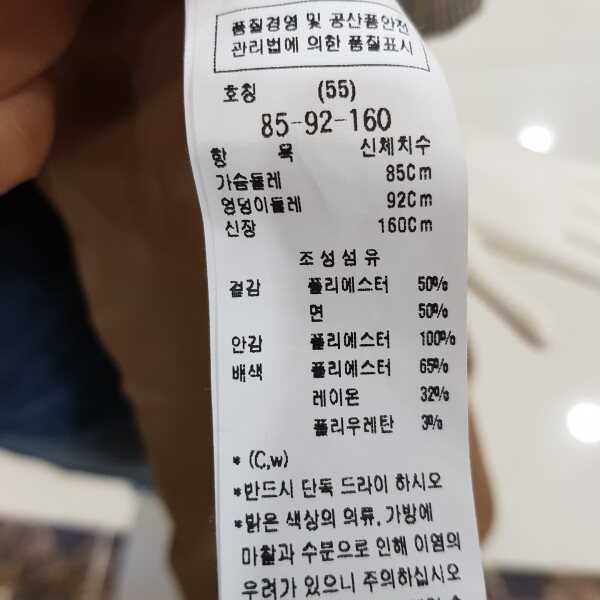 품질경영 및 공산품안전
관리법에 의한 품질표시
호칭 (55)
85-92-160
항 목 신체치수
가슴둘레 85Cm
엉덩이둘레 92Cm
신장 160Cm
조성섬유
겉감 폴리에스터 50%
면 50%
안감 폴리에스터 100%
배색 폴리에스터 65%
레이온 32%
폴리우레탄 3%
* (C,w)
*반드시 단독 드라이 하시오
*밝은 색상의 의류, 가방에
마찰과 수분으로 인해 이염의
우려가 있으니 주의하십시오